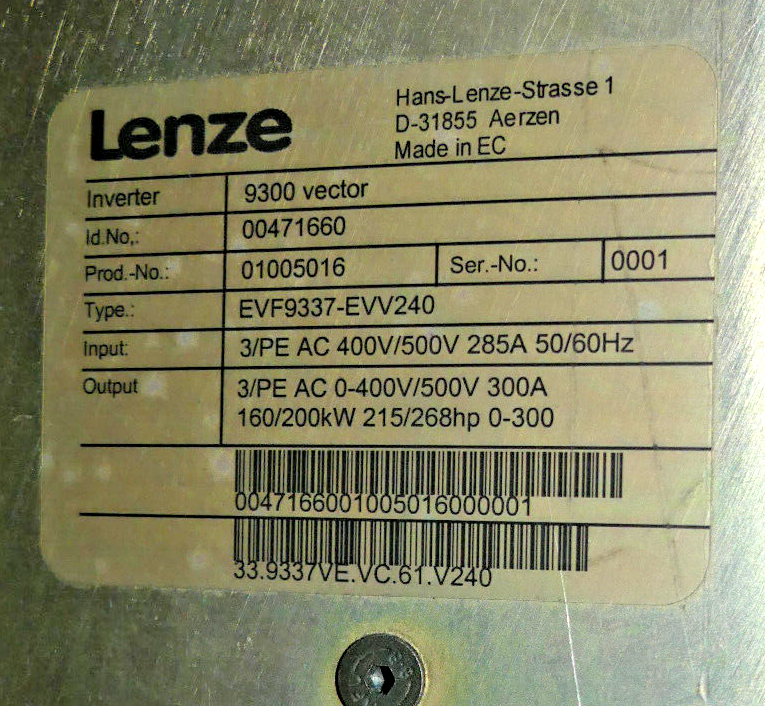 Lenze
Hans-Lenze-Strasse 1
D-31855 Aerzen
Made in EC
Inverter 9300 vector
Id.No,: 00471660
Prod.-No.: 01005016 Ser.-No.: 0001
Type.: EVF9337-EVV240
Input: 3/PE AC 400V/500V 285A 50/60Hz
Output 3/PE AC 0-400V/500V 300A
160/200kW 215/268hp 0-300
0047166001005016000001
33.9337VE.VC.61.V240